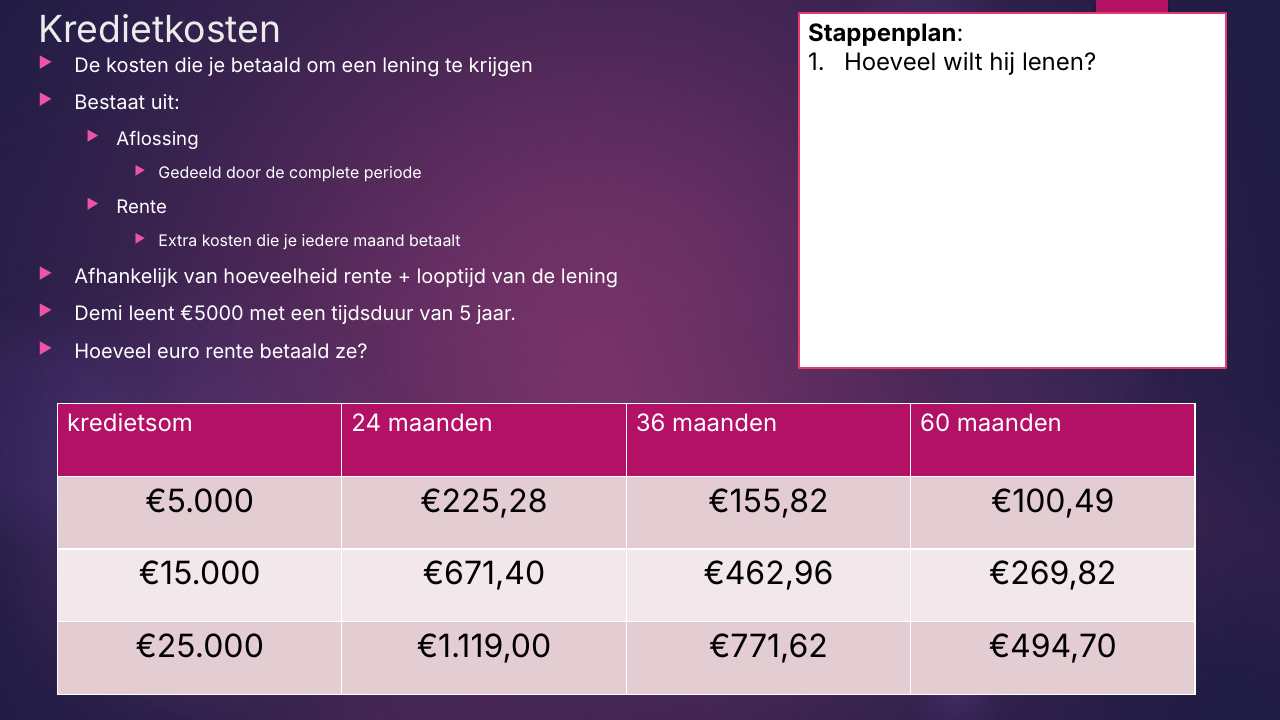 Kredietkosten
De kosten die je betaald om een lening te krijgen
Bestaat uit:
Aflossing
Gedeeld door de complete periode
Rente
Extra kosten die je iedere maand betaalt
Afhankelijk van hoeveelheid rente + looptijd van de lening
Demi leent €5000 met een tijdsduur van 5 jaar.
Hoeveel euro rente betaald ze?
Stappenplan:
1. Hoeveel wilt hij lenen?
kredietsom 24 maanden 36 maanden 60 maanden
€5.000 €225,28 €155,82 €100,49
€15.000 €671,40 €462,96 €269,82
€25.000 €1.119,00 €771,62 €494,70